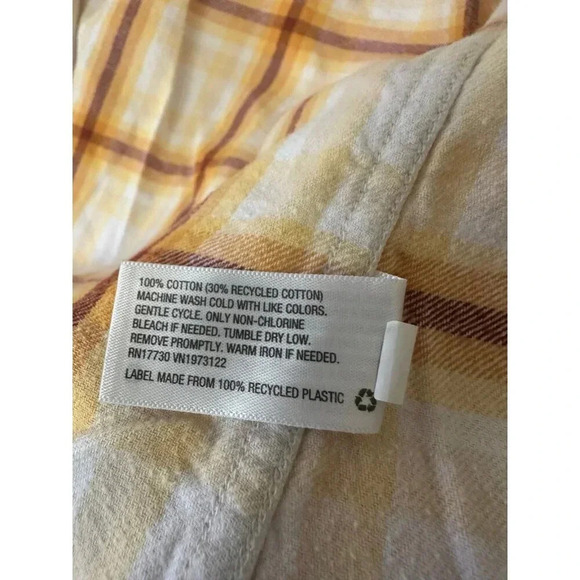 100% COTTON (30% RECYCLED COTTON)
MACHINE WASH COLD WITH LIKE COLORS.
GENTLE CYCLE. ONLY NON-CHLORINE
BLEACH IF NEEDED. TUMBLE DRY LOW.
REMOVE PROMPTLY. WARM IRON IF NEEDED.
RN17730 VN1973122
LABEL MADE FROM 100% RECYCLED PLASTIC